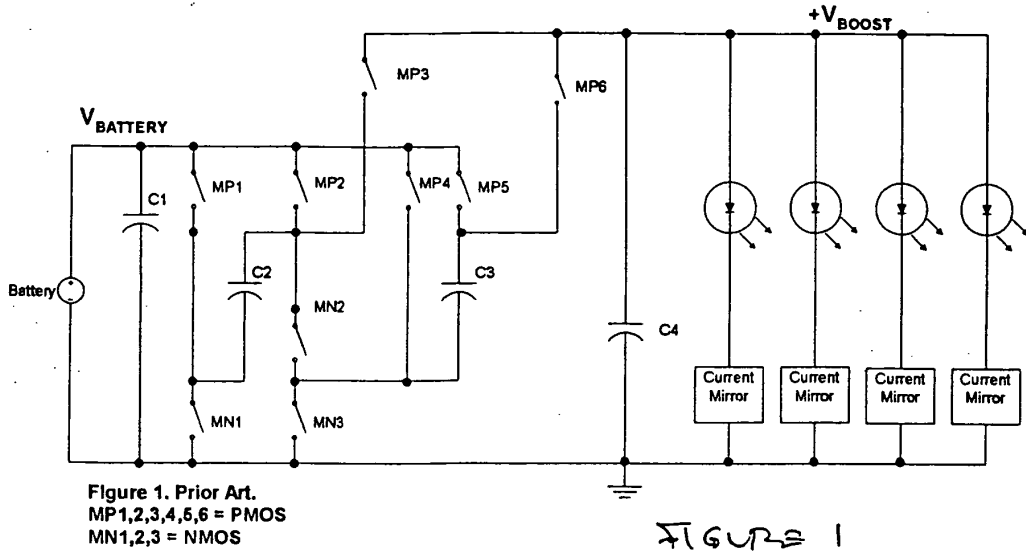 +VBOOST
MP3
MP6
VBATTERY
MP1
MP2
MP4
MP5
C1
C2
C3
Battery
MN2
C4
MN1
MN3
Current
Mirror
Current
Mirror
Current
Mirror
Current
Mirror
Figure 1. Prior Art.
MP1,2,3,4,5,6 = PMOS
MN1,2,3 = NMOS
FIGURE 1